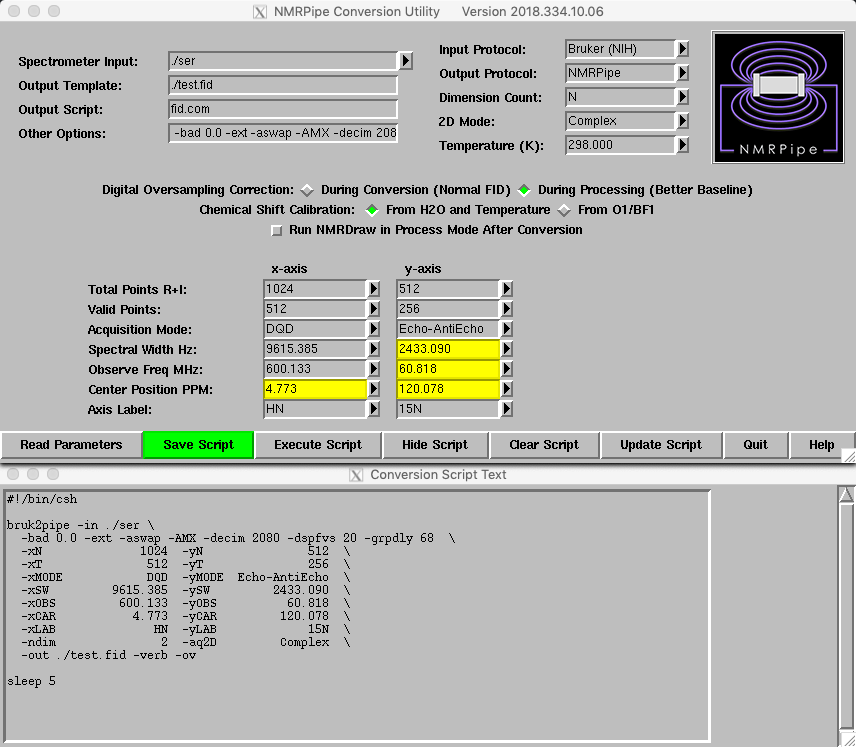 NMRPipe Conversion Utility Version 2018.334.10.06
Spectrometer Input: ./ser
Output Template: ./test.fid
Output Script: fid.com
Other Options: -bad 0.0 -ext -aswap -AMX -decim 208
Input Protocol: Bruker (NIH)
Output Protocol: NMRPipe
Dimension Count: N
2D Mode: Complex
Temperature (K): 298.000
NMRPipe
Digital Oversampling Correction: During Conversion (Normal FID) During Processing (Better Baseline)
Chemical Shift Calibration: From H2O and Temperature From O1/BF1
Run NMRDraw in Process Mode After Conversion
x-axis y-axis
Total Points R+I: 1024 512
Valid Points: 512 256
Acquisition Mode: DQD Echo-AntiEcho
Spectral Width Hz: 9615.385 2433.090
Observe Freq MHz: 600.133 60.818
Center Position PPM: 4.773 120.078
Axis Label: HN 15N
Read Parameters Save Script Execute Script Hide Script Clear Script Update Script Quit Help
Conversion Script Text
#!/bin/csh
bruk2pipe -in ./ser \
-bad 0.0 -ext -aswap -AMX -decim 2080 -dspfvs 20 -grpdly 68 \
-xN 1024 -yN 512 \
-xT 512 -yT 256 \
-xMODE DQD -yMODE Echo-AntiEcho \
-xSW 9615.385 -ySW 2433.090 \
-xOBS 600.133 -yOBS 60.818 \
-xCAR 4.773 -yCAR 120.078 \
-xLAB HN -yLAB 15N \
-ndim 2 -aq2D Complex \
-out ./test.fid -verb -ov
sleep 5